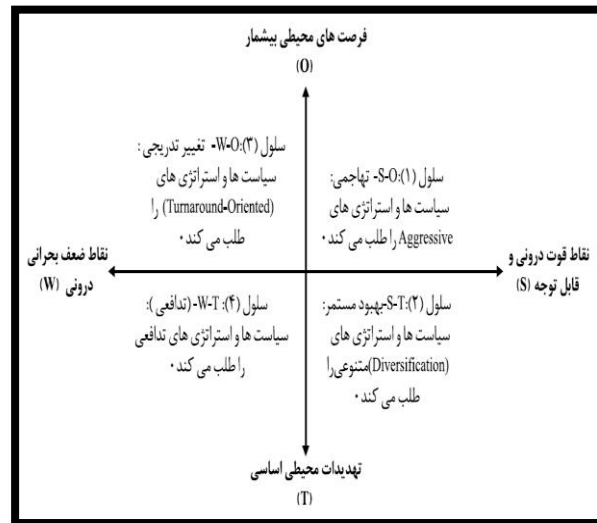 فرصت های محیطی بیشمار
(O)
سلول (۱):S-O- تهاجمی:
سیاست ها و استراتژی های
Aggressive را طلب می کند.
سلول (۳):W-O- تغییر تدریجی:
سیاست ها و استراتژی های
(Turnaround-Oriented) را
طلب می کند.
نقاط قوت درونی و
قابل توجه (S)
نقاط ضعف بحرانی
درونی (W)
سلول (۲):S-T-بهبود مستمر:
سیاست ها و استراتژی های
(Diversification)متنوعی را
طلب می کند.
سلول (۴): W-T-(تدافعی):
سیاست ها و استراتژی های تدافعی
را طلب می کند.
تهدیدات محیطی اساسی
(T)